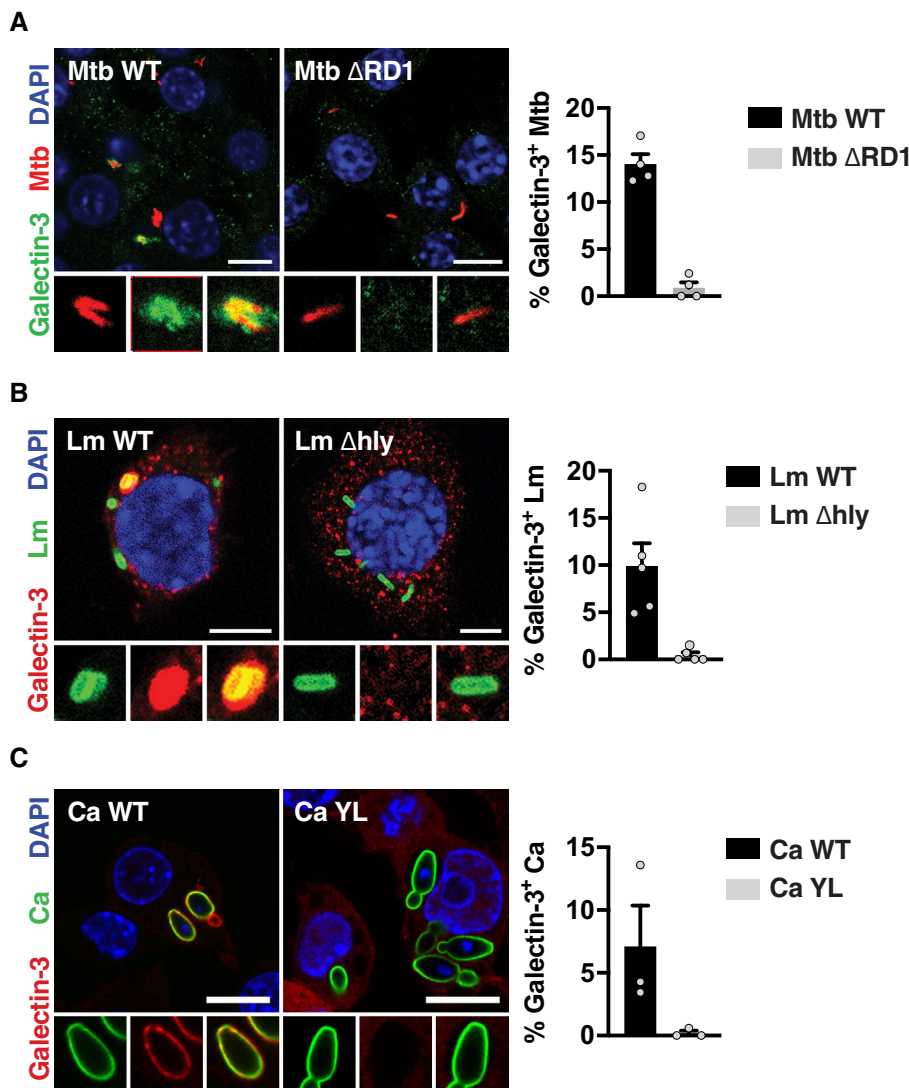 A
Galectin-3 Mtb DAPI
Mtb WT
Mtb ΔRD1
% Galectin-3+ Mtb
20
15
10
5
0
Mtb WT
Mtb ΔRD1
B
Galectin-3 Lm DAPI
Lm WT
Lm Δhly
% Galectin-3+ Lm
20
15
10
5
0
Lm WT
Lm Δhly
C
Galectin-3 Ca DAPI
Ca WT
Ca YL
% Galectin-3+ Ca
15
10
5
0
Ca WT
Ca YL